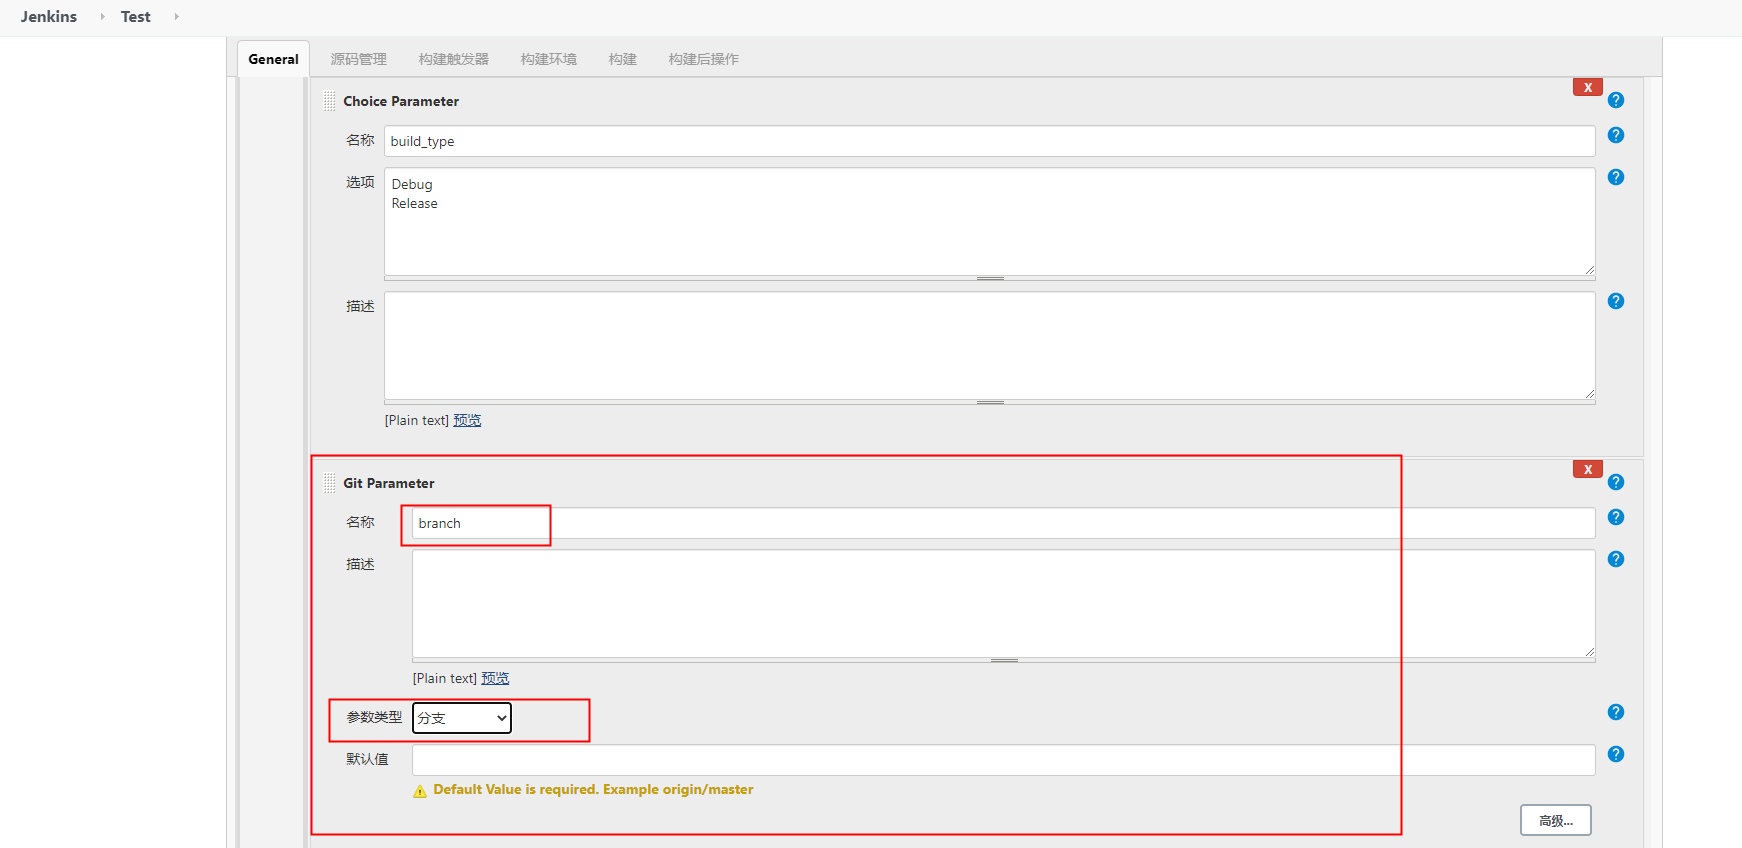 Jenkins Test
General 源码管理 构建触发器 构建环境 构建 构建后操作
X
Choice Parameter ?
名称 build_type ?
选项 Debug ?
Release
描述 ?
[Plain text] 预览
X
Git Parameter ?
名称 branch ?
描述 ?
[Plain text] 预览
参数类型 分支 ?
默认值 ?
Default Value is required. Example origin/master
高级...